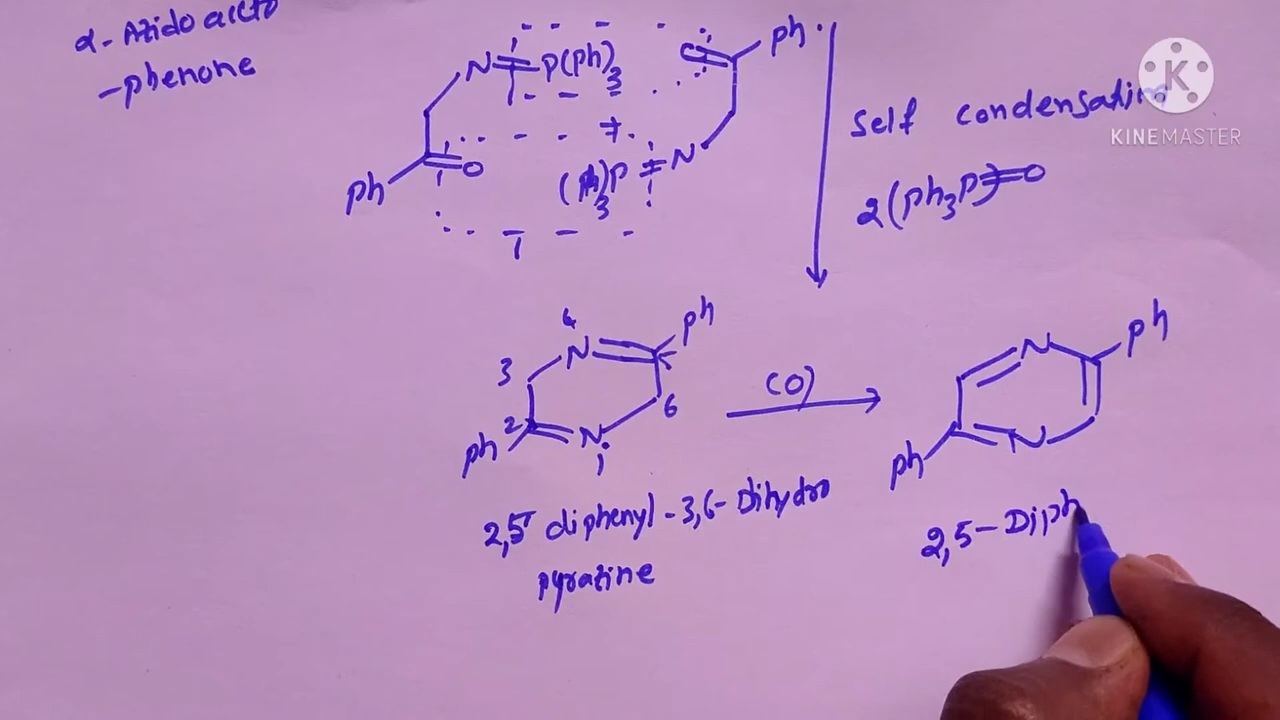 α-Azido aceto
-phenone
N=P(Ph)3
O
Ph
Self condensation
K
KINEMASTER
+
Ph
O
(Ph)3P=N
2(Ph3P)=O
4
N
Ph
3
2
6
Ph
N
1
(O)
N
Ph
Ph
N
2,5 diphenyl-3,6-Dihydro
pyrazine
2,5-Diph